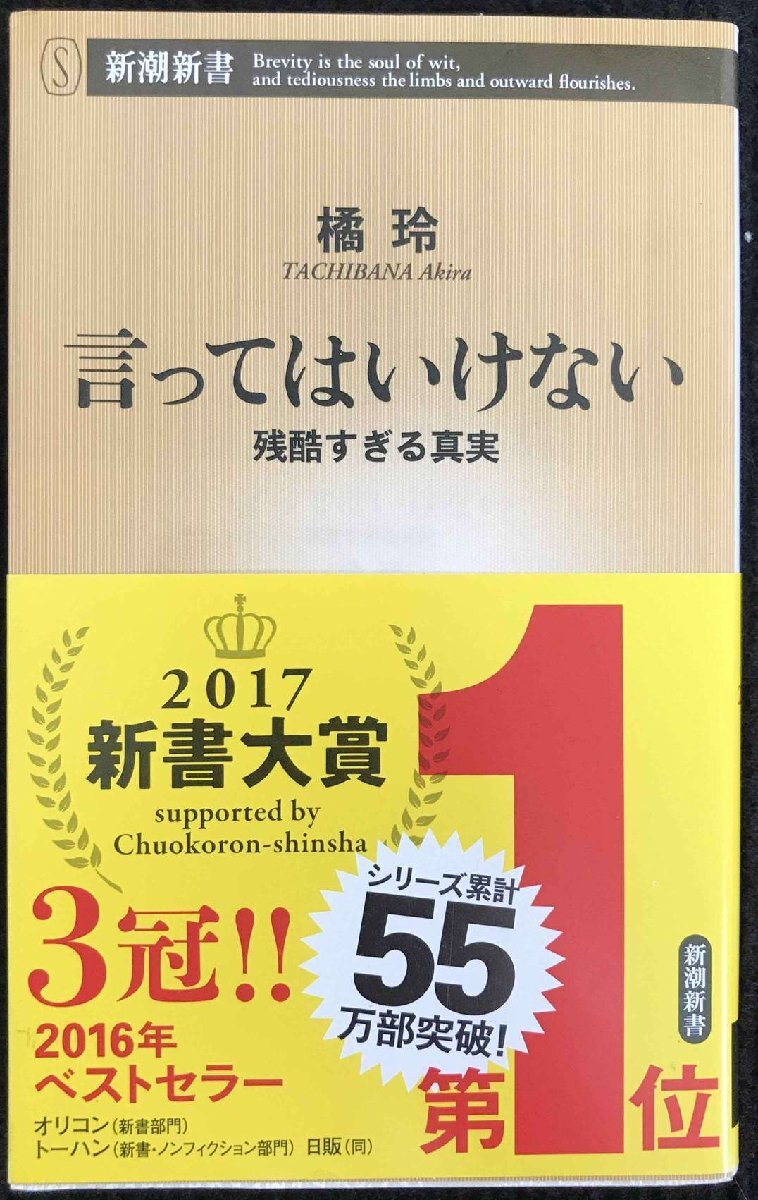 S
新潮新書
Brevity is the soul of wit,
and tediousness the limbs and outward flourishes.
橘 玲
TACHIBANA Akira
言ってはいけない
残酷すぎる真実
2017
新書大賞
supported by
Chuokoron-shinsha
第1位
3冠!!
シリーズ累計
55
万部突破!
2016年
ベストセラー
オリコン(新書部門)
トーハン(新書・ノンフィクション部門) 日販(同)
新潮新書